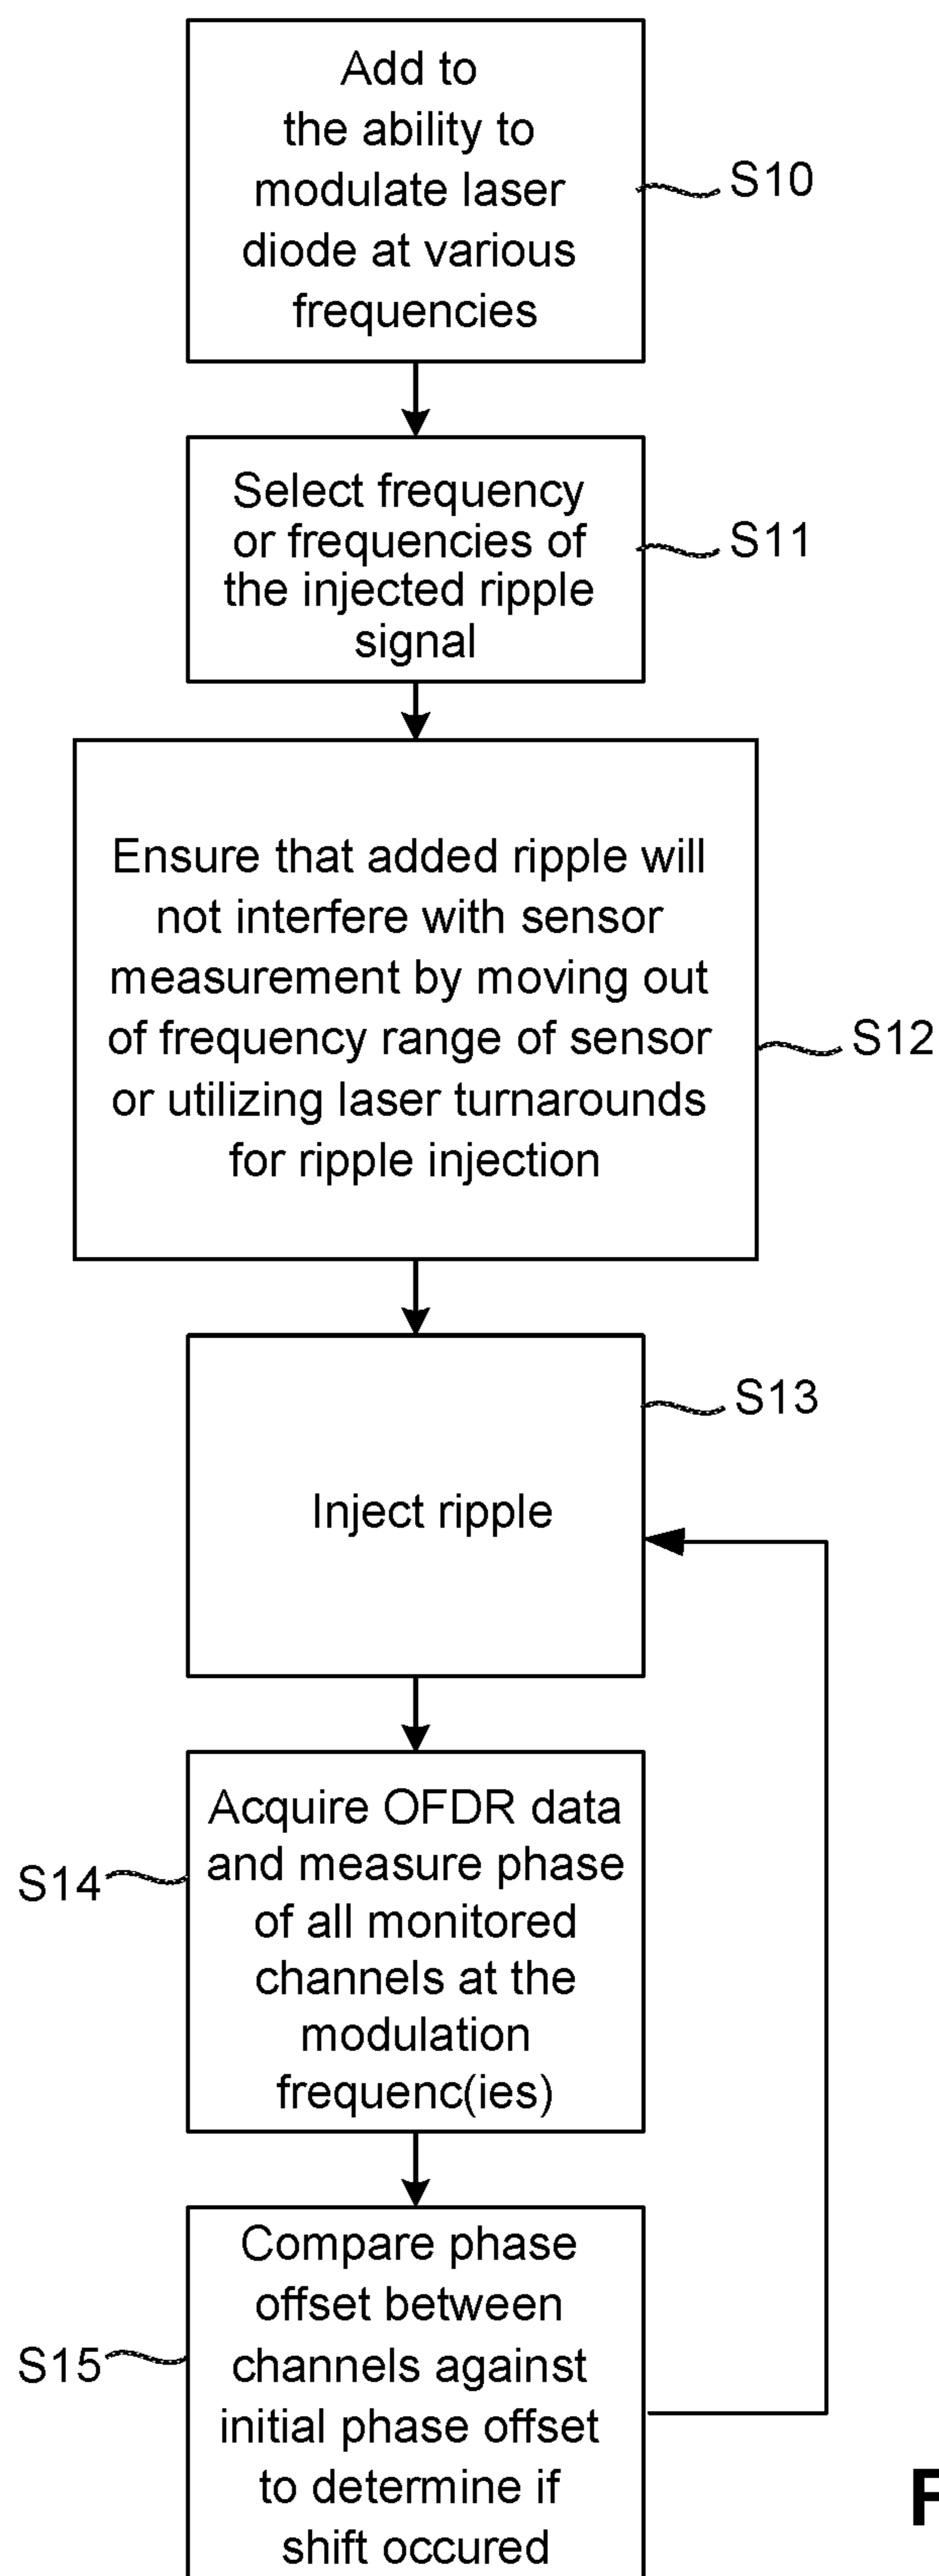 Add to
the ability to
modulate laser
diode at various
frequencies
S10
Select frequency
or frequencies of
the injected ripple
signal
S11
Ensure that added ripple will
not interfere with sensor
measurement by moving out
of frequency range of sensor
or utilizing laser turnarounds
for ripple injection
S12
Inject ripple
S13
Acquire OFDR data
and measure phase
of all monitored
channels at the
modulation
frequenc(ies)
S14
Compare phase
offset between
channels against
initial phase offset
to determine if
shift occured
S15